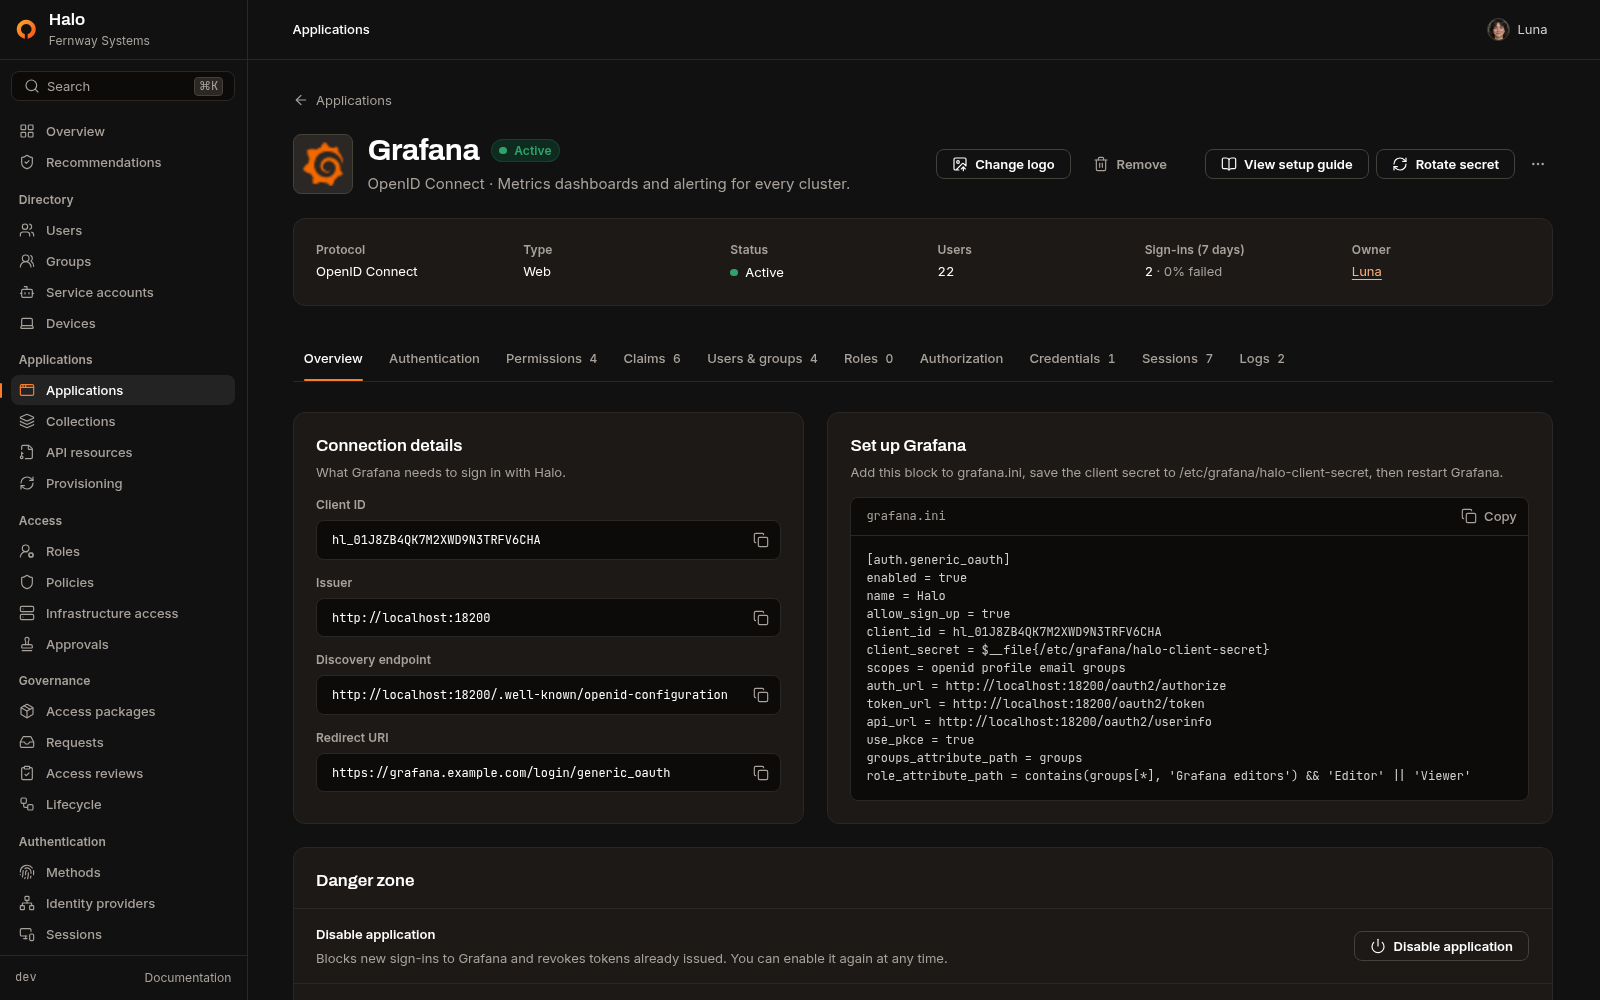 Halo
Fernway Systems
Search
⌘K
Overview
Recommendations
Directory
Users
Groups
Service accounts
Devices
Applications
Applications
Collections
API resources
Provisioning
Access
Roles
Policies
Infrastructure access
Approvals
Governance
Access packages
Requests
Access reviews
Lifecycle
Authentication
Methods
Identity providers
Sessions
dev
Documentation
Applications
Luna
Applications
Grafana
Active
OpenID Connect · Metrics dashboards and alerting for every cluster.
Change logo
Remove
View setup guide
Rotate secret
Protocol
OpenID Connect
Type
Web
Status
Active
Users
22
Sign-ins (7 days)
2 · 0% failed
Owner
Luna
Overview
Authentication
Permissions 4
Claims 6
Users & groups 4
Roles 0
Authorization
Credentials 1
Sessions 7
Logs 2
Connection details
What Grafana needs to sign in with Halo.
Client ID
hl_01J8ZB4QK7M2XWD9N3TRFV6CHA
Issuer
http://localhost:18200
Discovery endpoint
http://localhost:18200/.well-known/openid-configuration
Redirect URI
https://grafana.example.com/login/generic_oauth
Set up Grafana
Add this block to grafana.ini, save the client secret to /etc/grafana/halo-client-secret, then restart Grafana.
grafana.ini
Copy
[auth.generic_oauth]
enabled = true
name = Halo
allow_sign_up = true
client_id = hl_01J8ZB4QK7M2XWD9N3TRFV6CHA
client_secret = $__file{/etc/grafana/halo-client-secret}
scopes = openid profile email groups
auth_url = http://localhost:18200/oauth2/authorize
token_url = http://localhost:18200/oauth2/token
api_url = http://localhost:18200/oauth2/userinfo
use_pkce = true
groups_attribute_path = groups
role_attribute_path = contains(groups[*], 'Grafana editors') && 'Editor' || 'Viewer'
Danger zone
Disable application
Blocks new sign-ins to Grafana and revokes tokens already issued. You can enable it again at any time.
Disable application